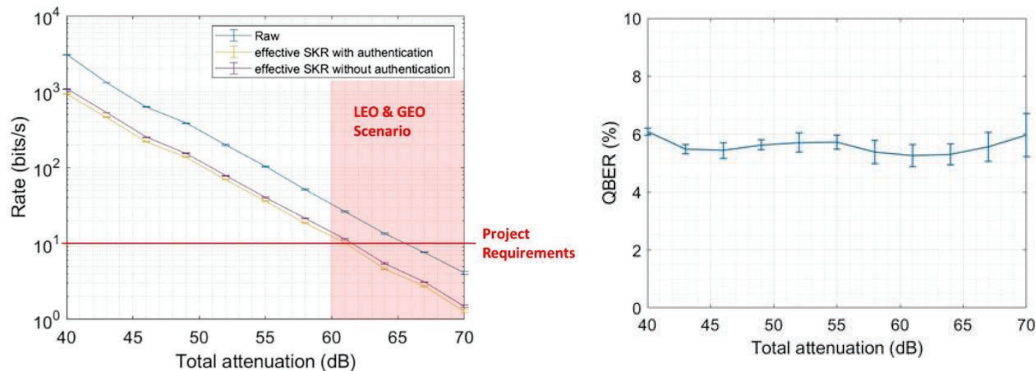 10^4
10^3
10^2
10^1
10^0
Rate (bits/s)
Raw
effective SKR with authentication
effective SKR without authentication
LEO & GEO
Scenario
Project
Requirements
40 45 50 55 60 65 70
Total attenuation (dB)
10
8
6
4
2
0
QBER (%)
40 45 50 55 60 65 70
Total attenuation (dB)